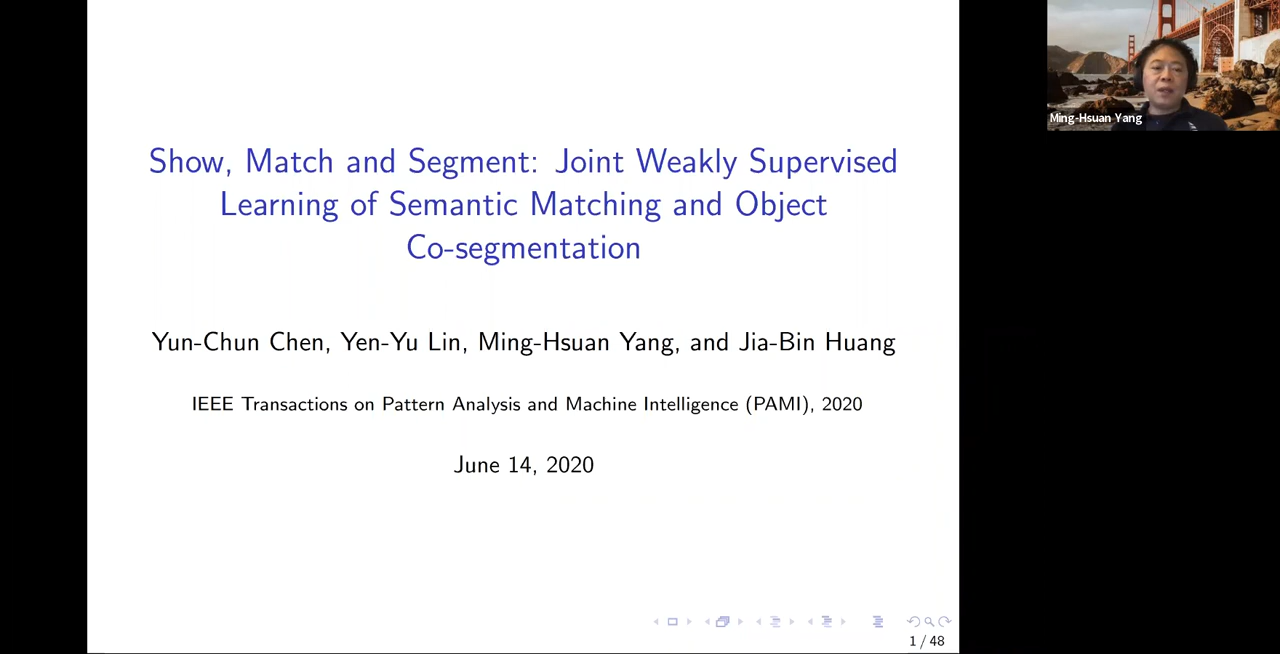 Show, Match and Segment: Joint Weakly Supervised
Learning of Semantic Matching and Object
Co-segmentation
Yun-Chun Chen, Yen-Yu Lin, Ming-Hsuan Yang, and Jia-Bin Huang
IEEE Transactions on Pattern Analysis and Machine Intelligence (PAMI), 2020
June 14, 2020
1 / 48
Ming-Hsuan Yang